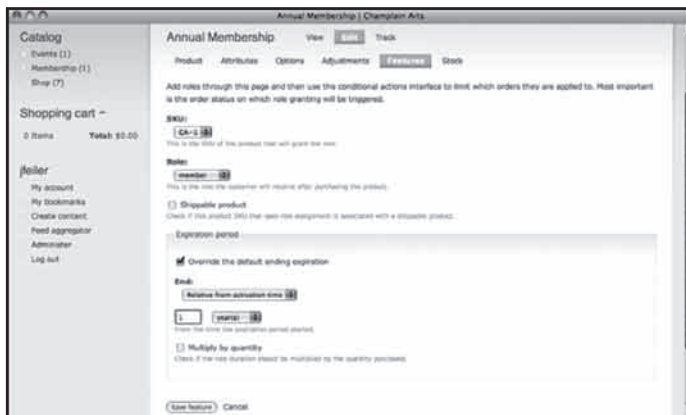 Annual Membership | Champlain Arts
Catalog
Events (1)
Membership (1)
Shop (7)
Shopping cart
0 Items Total: $0.00
jfeiler
My account
My bookmarks
Create content
Feed aggregator
Administer
Log out
Annual Membership View Edit Track
Product Attributes Options Adjustments Features Stock
Add roles through this page and then use the conditional actions interface to limit which orders they are applied to. Most important
is the order status on which role granting will be triggered.
SKU:
CA-1
This is the SKU of the product that will grant the role.
Role:
member
This is the role the customer will receive after purchasing the product.
Shippable product
Check if this product SKU that uses role assignment is associated with a shippable product.
Expiration period
Override the default ending expiration
End:
Relative from activation time
1 year(s)
From the time the expiration period started.
Multiply by quantity
Check if the role duration should be multiplied by the quantity purchased.
Save feature Cancel